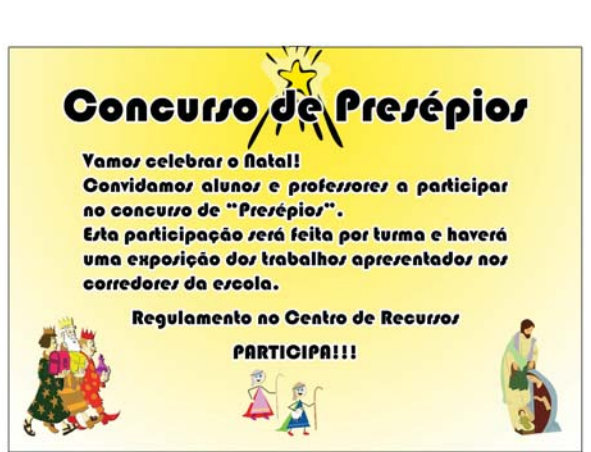 Concurso de Presépios
Vamos celebrar o Natal!
Convidamos alunos e professores a participar
no concurso de "Presépios".
Esta participação será feita por turma e haverá
uma exposição dos trabalhos apresentados nos
corredores da escola.
Regulamento no Centro de Recursos
PARTICIPA!!!